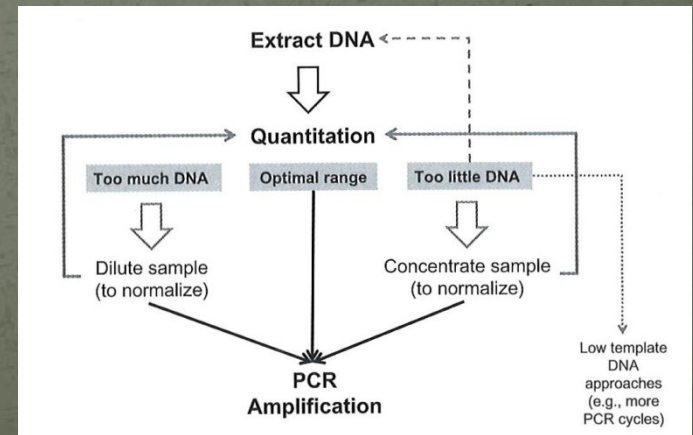 Extract DNA
Quantitation
Too much DNA
Optimal range
Too little DNA
Dilute sample
(to normalize)
Concentrate sample
(to normalize)
PCR
Amplification
Low template
DNA
approaches
(e.g., more
PCR cycles)